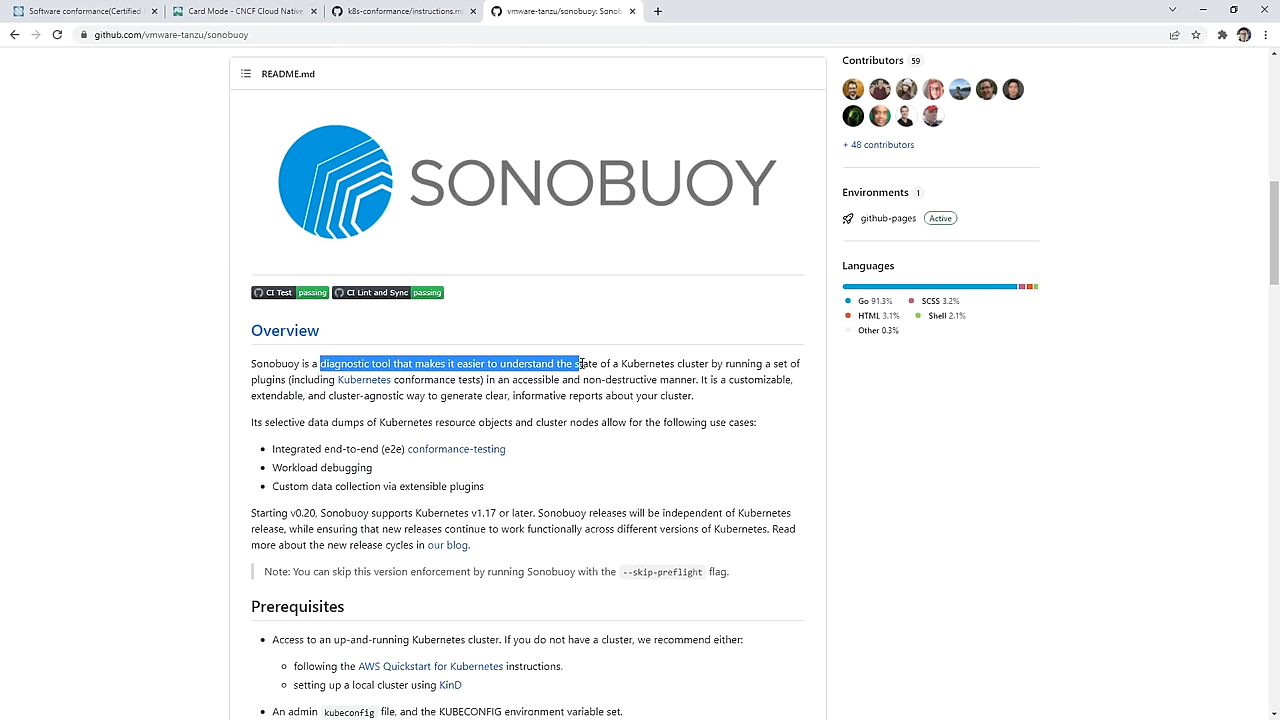 Software conformance(Certified
Card Mode - CNCF Cloud Native
k8s-conformance/instructions.m
vmware-tanzu/sonobuoy: Sonob
github.com/vmware-tanzu/sonobuoy
README.md
SONOBUOY
CI Test passing CI Lint and Sync passing
Overview
Sonobuoy is a diagnostic tool that makes it easier to understand the state of a Kubernetes cluster by running a set of
plugins (including Kubernetes conformance tests) in an accessible and non-destructive manner. It is a customizable,
extendable, and cluster-agnostic way to generate clear, informative reports about your cluster.
Its selective data dumps of Kubernetes resource objects and cluster nodes allow for the following use cases:
• Integrated end-to-end (e2e) conformance-testing
• Workload debugging
• Custom data collection via extensible plugins
Starting v0.20, Sonobuoy supports Kubernetes v1.17 or later. Sonobuoy releases will be independent of Kubernetes
release, while ensuring that new releases continue to work functionally across different versions of Kubernetes. Read
more about the new release cycles in our blog.
Note: You can skip this version enforcement by running Sonobuoy with the --skip-preflight flag.
Prerequisites
• Access to an up-and-running Kubernetes cluster. If you do not have a cluster, we recommend either:
◦ following the AWS Quickstart for Kubernetes instructions.
◦ setting up a local cluster using KinD
• An admin kubeconfig file, and the KUBECONFIG environment variable set.
Contributors 59
+ 48 contributors
Environments 1
github-pages Active
Languages
Go 91.3% SCSS 3.2%
HTML 3.1% Shell 2.1%
Other 0.3%